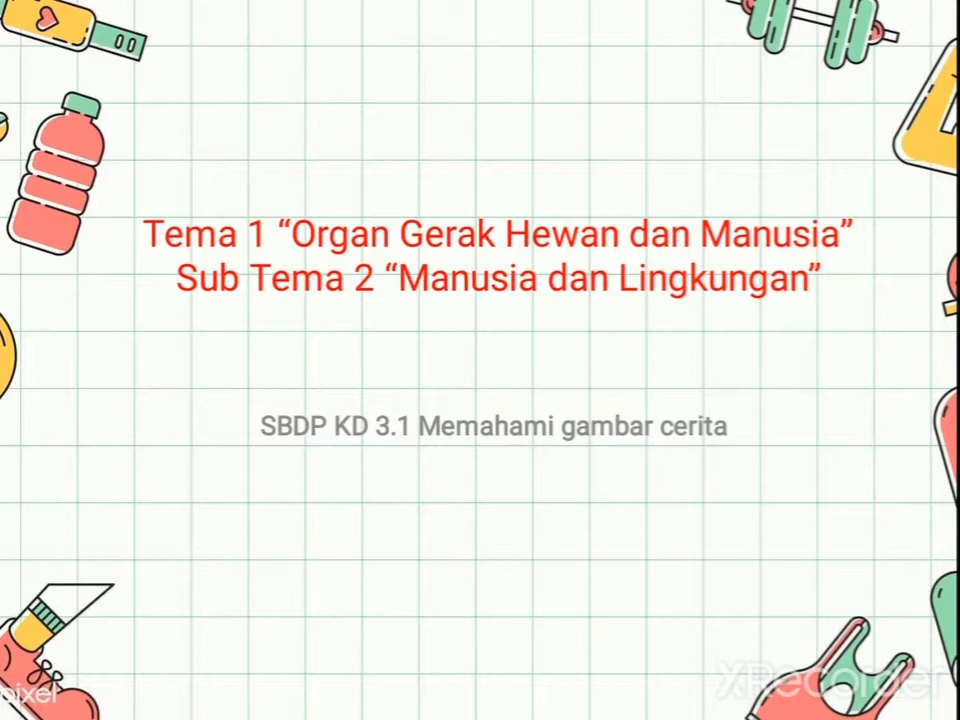 Tema 1 “Organ Gerak Hewan dan Manusia”
Sub Tema 2 “Manusia dan Lingkungan”
SBDP KD 3.1 Memahami gambar cerita
XRecorder